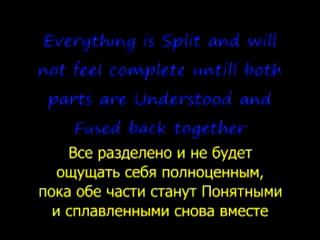 Everything is Split and will
not feel complete untill both
parts are Understood and
Fused back together
Все разделено и не будет
ощущать себя полноценным,
пока обе части станут Понятными
и сплавленными снова вместе